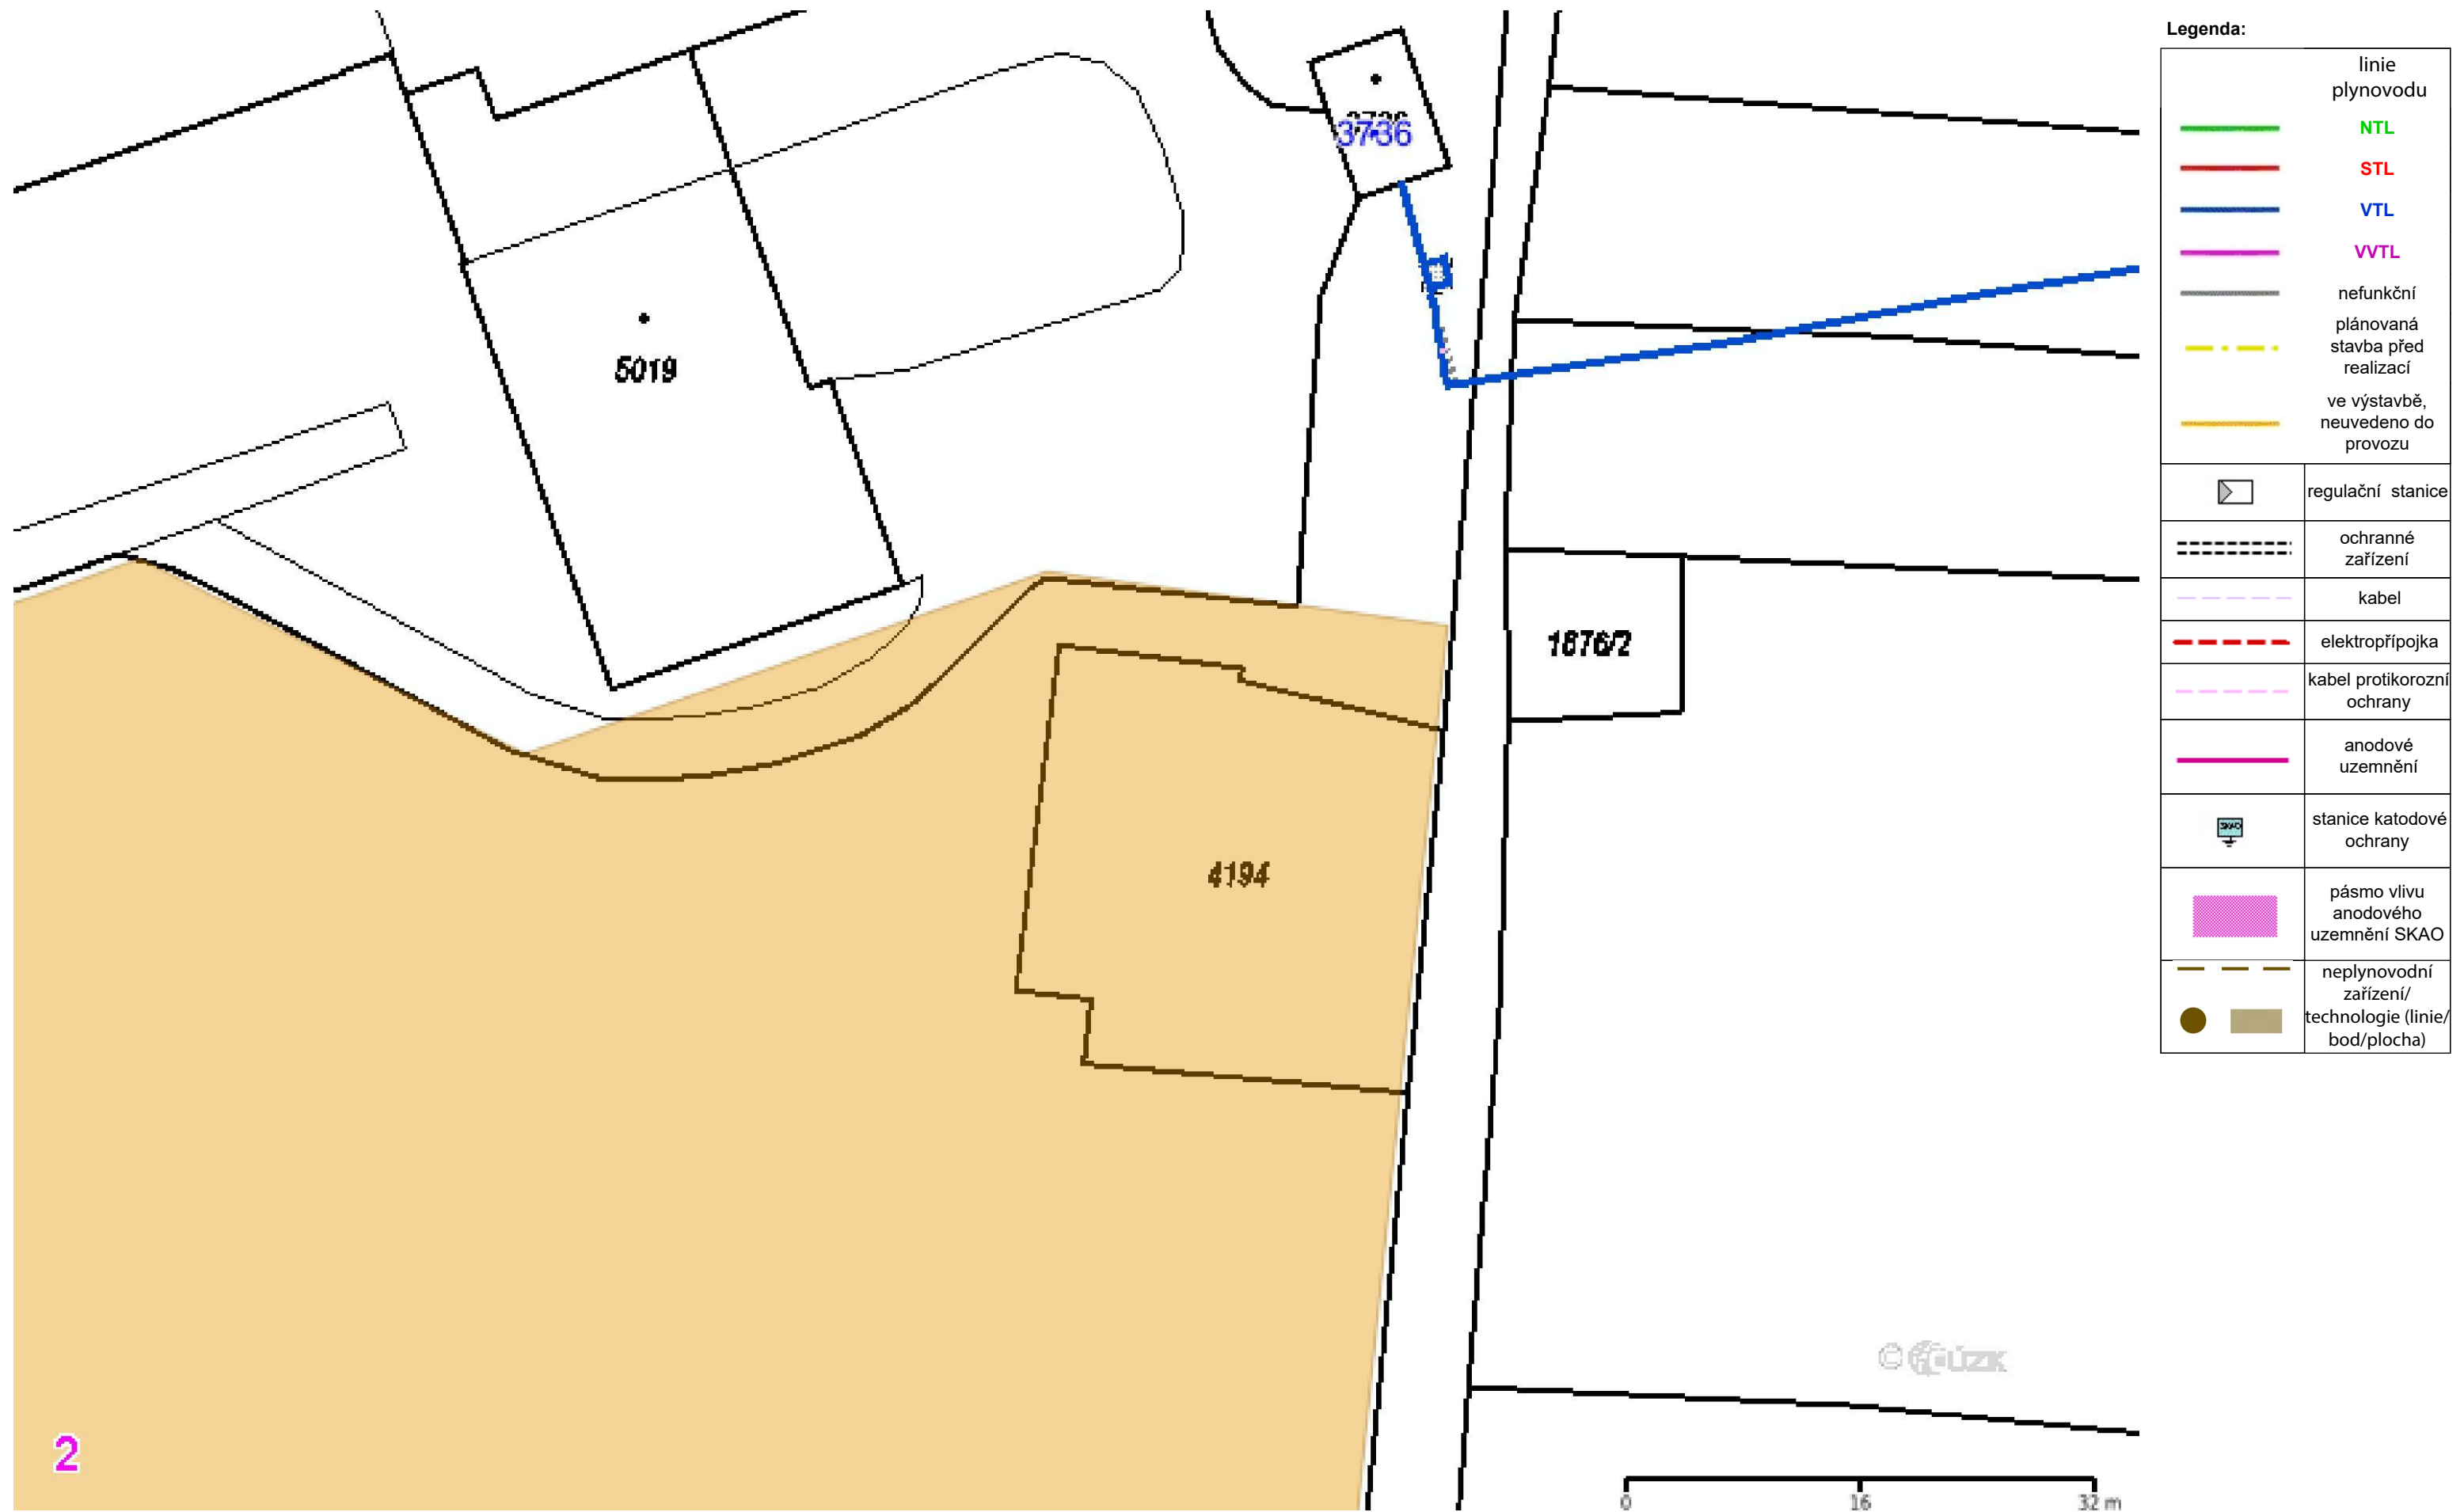 3736
5019
1676/2
4194
2
0 16 32 m
Legenda:
linie
plynovodu
NTL
STL
VTL
VVTL
nefunkční
plánovaná
stavba před
realizací
ve výstavbě,
neuvedeno do
provozu
regulační stanice
ochranné
zařízení
kabel
elektropřípojka
kabel protikorozní
ochrany
anodové
uzemnění
SKAO
stanice katodové
ochrany
pásmo vlivu
anodového
uzemnění SKAO
neplynovodní
zařízení/
technologie (linie/
bod/plocha)
© ČÚZK